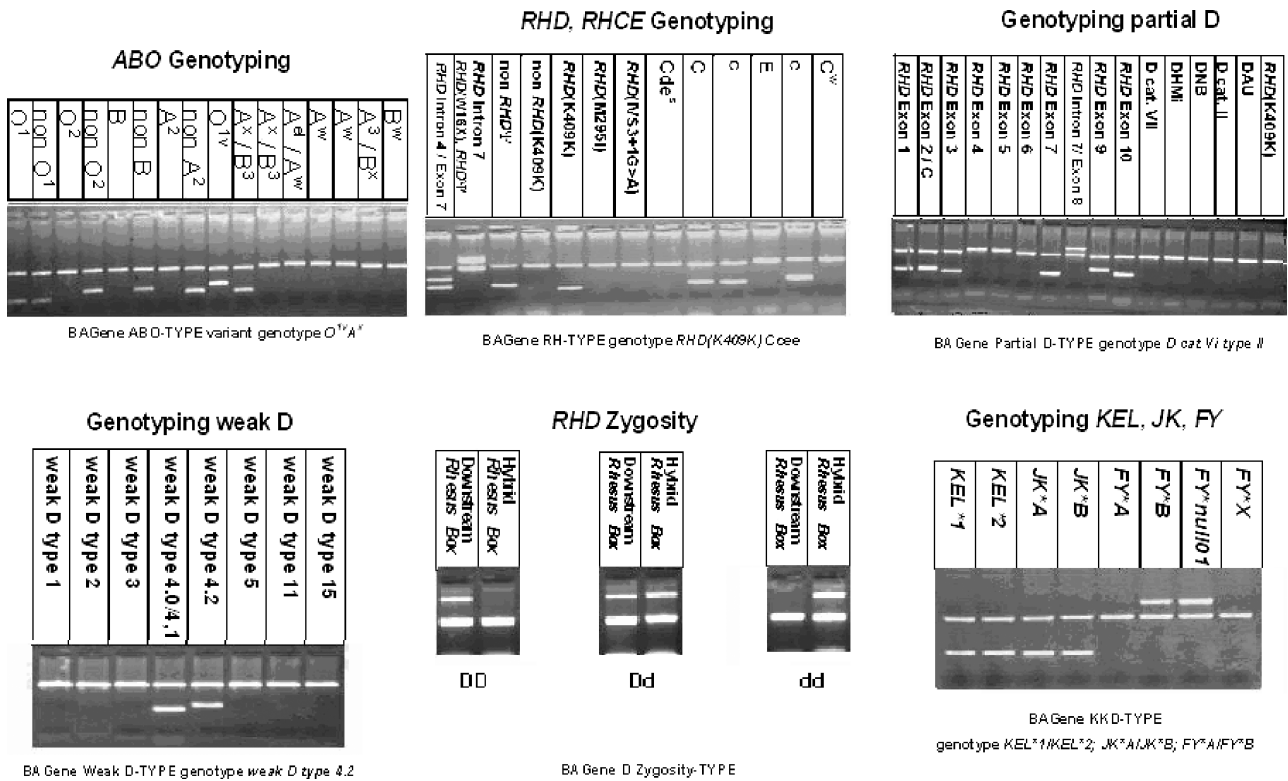 ABO Genotyping
O¹
non O¹
O²
non O²
B
non B
A²
non A²
O¹ᵛ
Aˣ / B³
Aˣ / B³
Aᵉˡ / Aʷ
Aʷ
Aʷ
A³ / Bˣ
Bʷ
BAGene ABO-TYPE variant genotype O¹ᵛAˣ
RHD, RHCE Genotyping
RHD Intron 4 / Exon 7
RHD(W16X), RHDΨ
RHD Intron 7
non RHDΨ
non RHD(K409K)
RHD(K409K)
RHD(M295I)
RHD(IVS3+1G>A)
Cdeˢ
C
c
E
e
Cʷ
BAGene RH-TYPE genotype RHD(K409K) Ccee
Genotyping partial D
RHD Exon 1
RHD Exon 2 / C
RHD Exon 3
RHD Exon 4
RHD Exon 5
RHD Exon 6
RHD Exon 7
RHD Intron 7/ Exon 8
RHD Exon 9
RHD Exon 10
D cat. VII
DHMi
DNB
D cat. II
DAU
RHD(K409K)
BAGene Partial D-TYPE genotype D cat VI type II
Genotyping weak D
weak D type 1
weak D type 2
weak D type 3
weak D type 4.0/4,1
weak D type 4.2
weak D type 5
weak D type 11
weak D type 15
BAGene Weak D-TYPE genotype weak D type 4.2
RHD Zygosity
Downstream
Rhesus Box
Hybrid
Rhesus Box
Downstream
Rhesus Box
Hybrid
Rhesus Box
Downstream
Rhesus Box
Hybrid
Rhesus Box
DD
Dd
dd
BAGene D Zygosity-TYPE
Genotyping KEL, JK, FY
KEL*1
KEL*2
JK*A
JK*B
FY*A
FY*B
FY*null01
FY*X
BAGene KKD-TYPE
genotype KEL*1/KEL*2; JK*A/JK*B; FY*A/FY*B